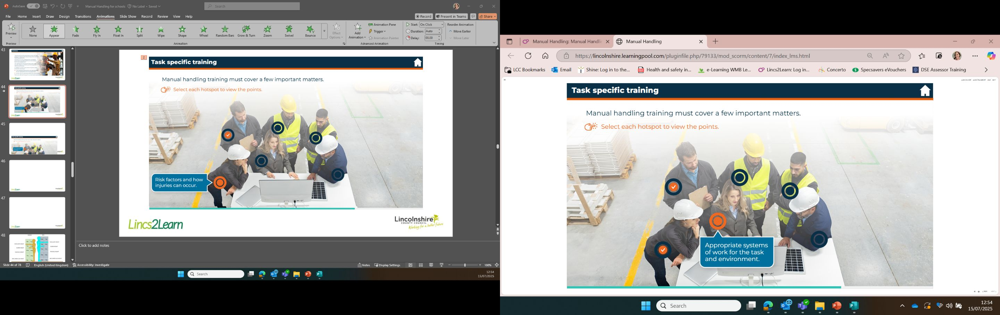 AutoSave
Manual Handling for schools
No Label • Saved
Search
File Home Insert Draw Design Transitions Animations Slide Show Record Review View Help
Record
Present in Teams
Share
Preview
None
Appear
Fade
Fly In
Float In
Split
Wipe
Shape
Wheel
Random Bars
Grow & Turn
Zoom
Swivel
Bounce
Effect
Options
Add
Animation
Animation Pane
Trigger
Animation Painter
Start: On Click
Duration: Auto
Delay: 00.00
Reorder Animation
Move Earlier
Move Later
Preview
Animation
Advanced Animation
Timing
43
44
45
46
47
48
2
Task specific training
Manual handling training must cover a few important matters.
Select each hotspot to view the points.
Risk factors and how
injuries can occur.
Lincs2Learn
Lincolnshire
COUNTY COUNCIL
Working for a better future
Click to add notes
Slide 44 of 78
English (United Kingdom)
Accessibility: Investigate
Notes
Display Settings
100%
Search
12:54
15/07/2025
Manual Handling: Manual Handlin
Manual Handling
https://lincolnshire.learningpool.com/pluginfile.php/79133/mod_scorm/content/7/index_lms.html
LCC Bookmarks
Email
Shine: Log in to the...
Health and safety in...
e-Learning WMB Le...
Lincs2Learn: Log in...
Concerto
Specsavers eVouchers
DSE Assessor Training
Task specific training
Manual handling training must cover a few important matters.
Select each hotspot to view the points.
Appropriate systems
of work for the task
and environment.
Search
12:54
15/07/2025